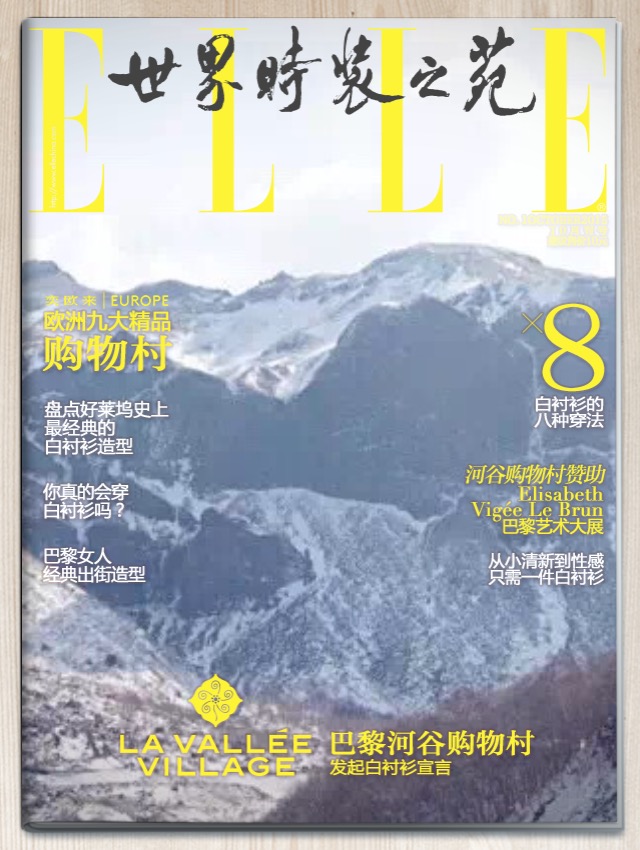 ELLE
世界時裝之苑
来欧来 | EUROPE
欧洲九大精品
购物村
盘点好莱坞史上
最经典的
白衬衫造型
你真的会穿
白衬衫吗？
巴黎女人
经典出街造型
×8
白衬衫的
八种穿法
河谷购物村赞助
Elisabeth
Vigée Le Brun
巴黎艺术大展
从小清新到性感
只需一件白衬衫
LA VALLÉE
VILLAGE
巴黎河谷购物村
发起白衬衫宣言